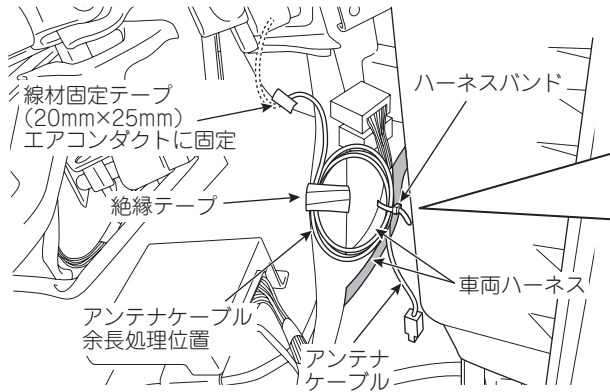 線材固定テープ
（20mm×25mm）
エアコンダクトに固定
絶縁テープ
アンテナケーブル
余長処理位置
ハーネスバンド
車両ハーネス
アンテナ
ケーブル